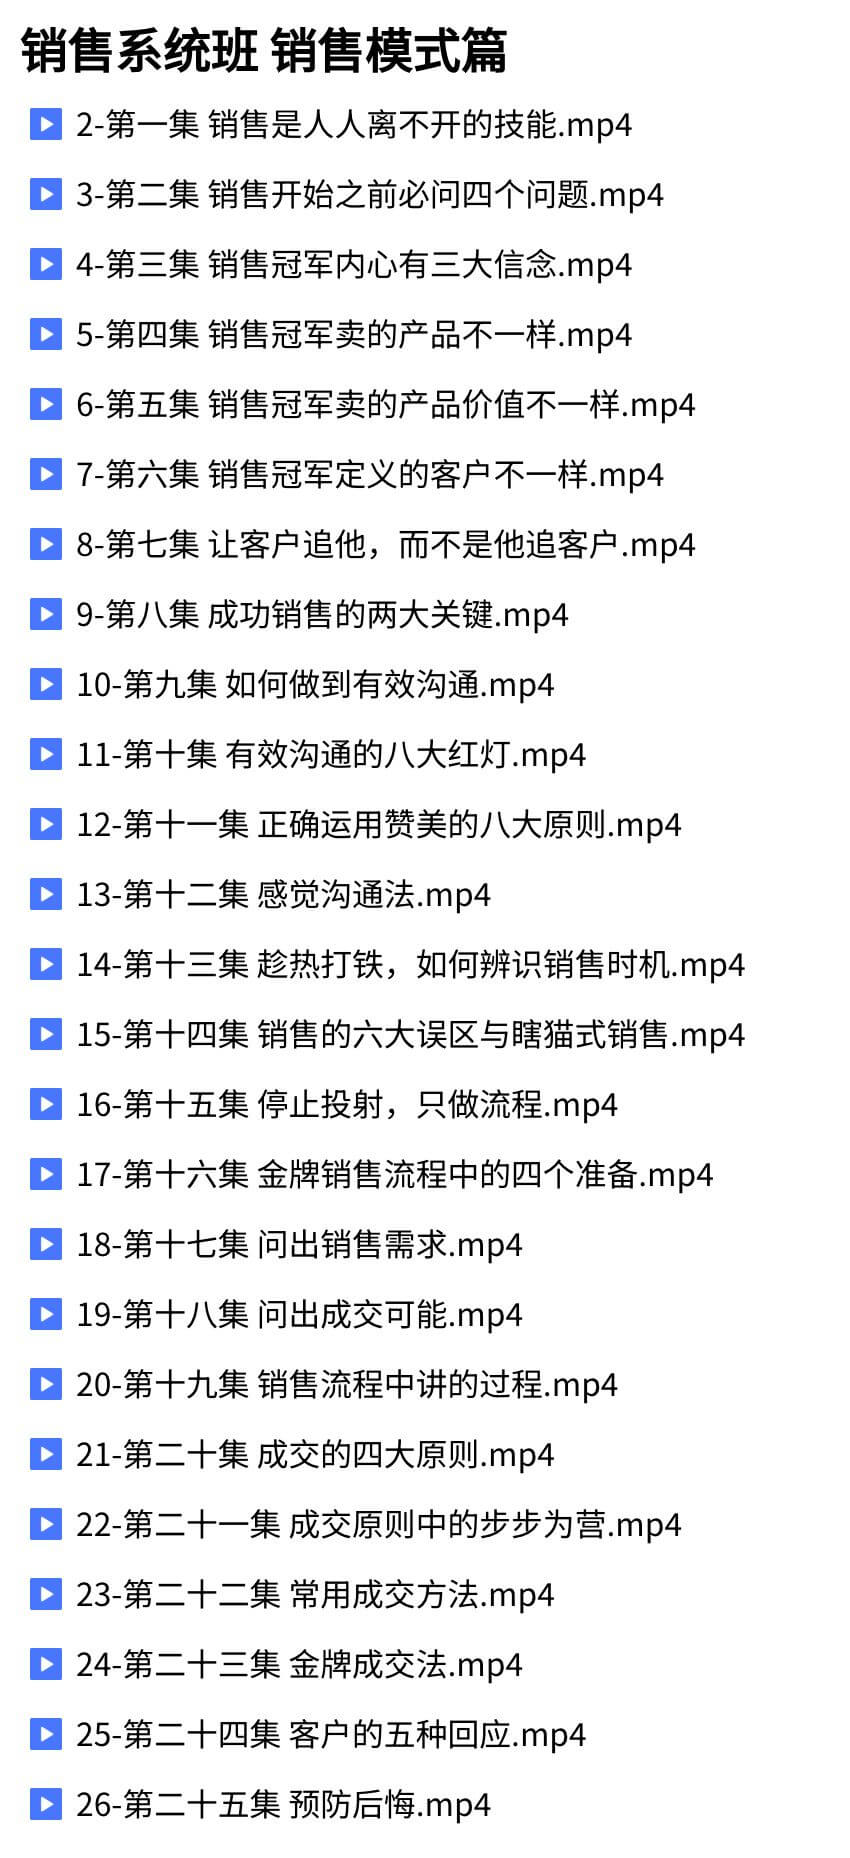 销售系统班 销售模式篇
2-第一集 销售是人人离不开的技能.mp4
3-第二集 销售开始之前必问四个问题.mp4
4-第三集 销售冠军内心有三大信念.mp4
5-第四集 销售冠军卖的产品不一样.mp4
6-第五集 销售冠军卖的产品价值不一样.mp4
7-第六集 销售冠军定义的客户不一样.mp4
8-第七集 让客户追他，而不是他追客户.mp4
9-第八集 成功销售的两大关键.mp4
10-第九集 如何做到有效沟通.mp4
11-第十集 有效沟通的八大红灯.mp4
12-第十一集 正确运用赞美的八大原则.mp4
13-第十二集 感觉沟通法.mp4
14-第十三集 趁热打铁，如何辨识销售时机.mp4
15-第十四集 销售的六大误区与瞎猫式销售.mp4
16-第十五集 停止投射，只做流程.mp4
17-第十六集 金牌销售流程中的四个准备.mp4
18-第十七集 问出销售需求.mp4
19-第十八集 问出成交可能.mp4
20-第十九集 销售流程中讲的过程.mp4
21-第二十集 成交的四大原则.mp4
22-第二十一集 成交原则中的步步为营.mp4
23-第二十二集 常用成交方法.mp4
24-第二十三集 金牌成交法.mp4
25-第二十四集 客户的五种回应.mp4
26-第二十五集 预防后悔.mp4